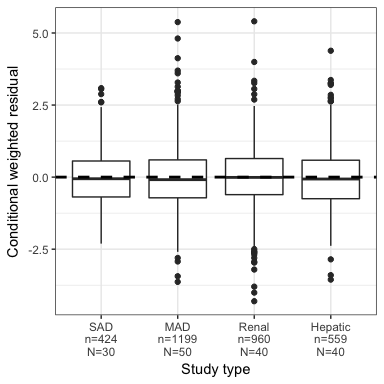 Conditional weighted residual
5.0
2.5
0.0
-2.5
SAD MAD Renal Hepatic
n=424 n=1199 n=960 n=559
N=30 N=50 N=40 N=40
Study type